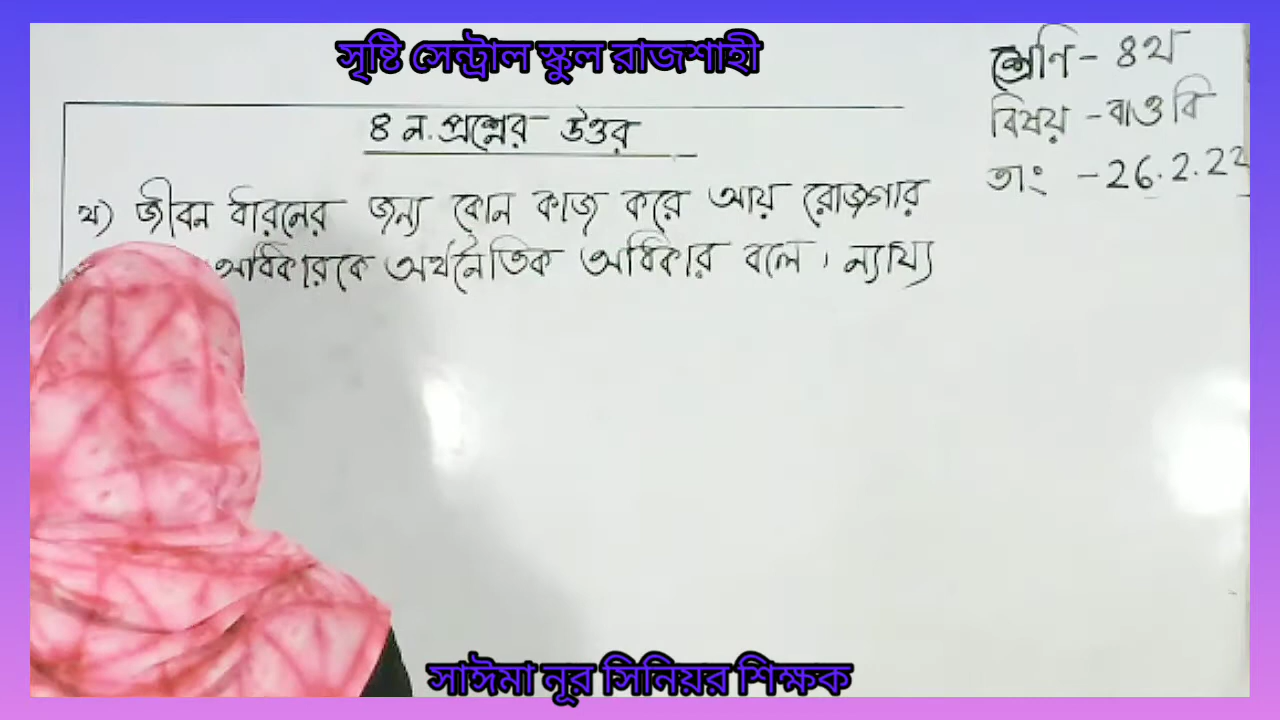 সৃষ্টি সেন্ট্রাল স্কুল রাজশাহী
শ্রেণি - ৪র্থ
বিষয় - বাওবি
তাং - 26.2.22
৪ ন. প্রশ্নের উত্তর
খ) জীবন ধারনের জন্য কোন কাজ করে আয় রোজগার
অধিকারকে অর্থনৈতিক অধিকার বলে। ন্যায্য
সাঈমা নূর সিনিয়র শিক্ষক